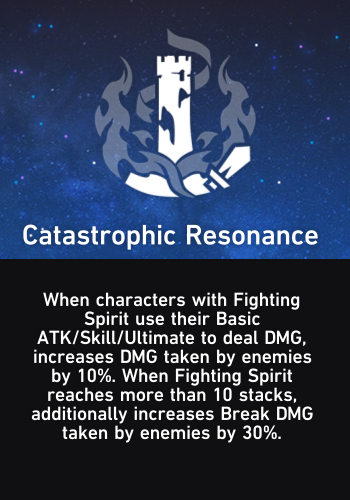 Catastrophic Resonance
When characters with Fighting
Spirit use their Basic
ATK/Skill/Ultimate to deal DMG,
increases DMG taken by enemies
by 10%. When Fighting Spirit
reaches more than 10 stacks,
additionally increases Break DMG
taken by enemies by 30%.